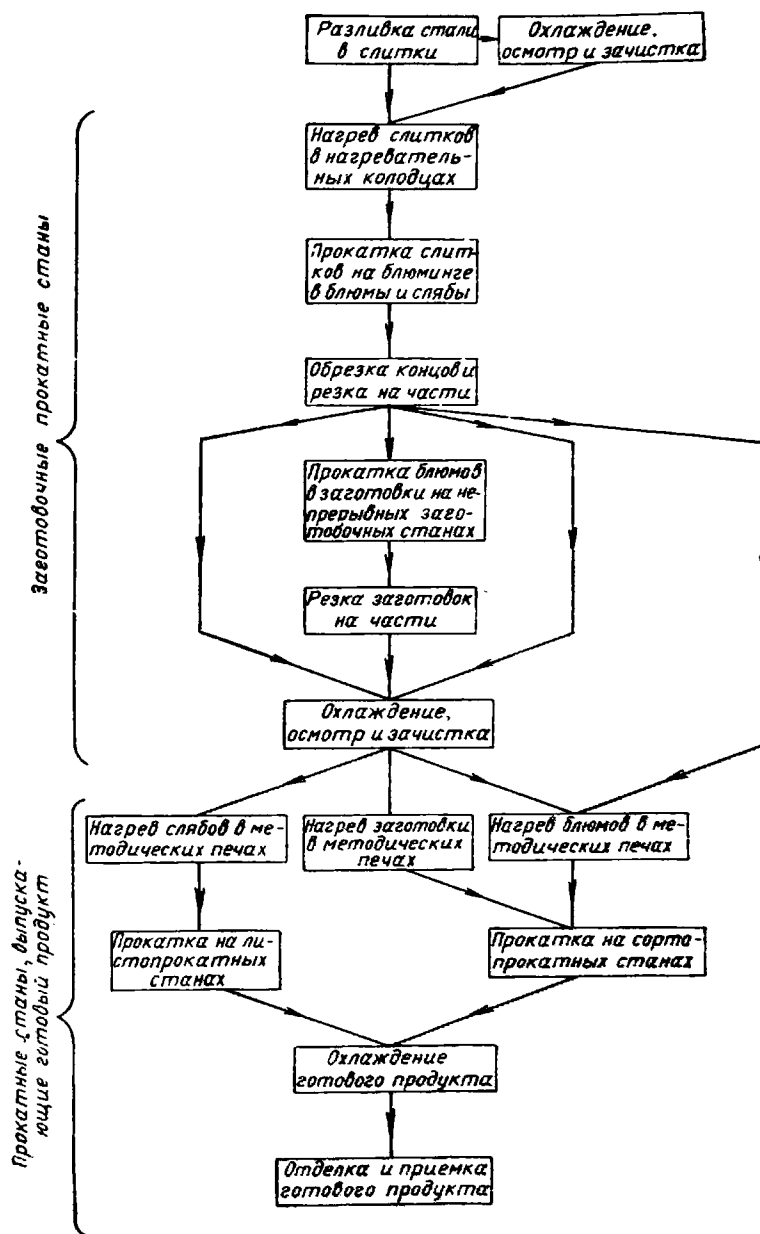 Разливка стали
в слитки
Охлаждение,
осмотр и зачистка
Нагрев слитков
в нагреватель-
ных колодцах
Прокатка слит-
ков на блюминге
в блюмы и слябы
Обрезка концов и
резка на части
Прокатка блюмов
в заготовки на не-
прерывных заго-
товочных станах
Резка заготовок
на части
Охлаждение,
осмотр и зачистка
Заготовочные прокатные станы
Нагрев слябов в ме-
тодических печах
Нагрев заготовки
в методических
печах
Нагрев блюмов в ме-
тодических печах
Прокатка на ли-
стопрокатных
станах
Прокатка на сорто-
прокатных станах
Охлаждение
готового продукта
Отделка и приемка
готового продукта
Прокатные станы, выпуска-
ющие готовый продукт